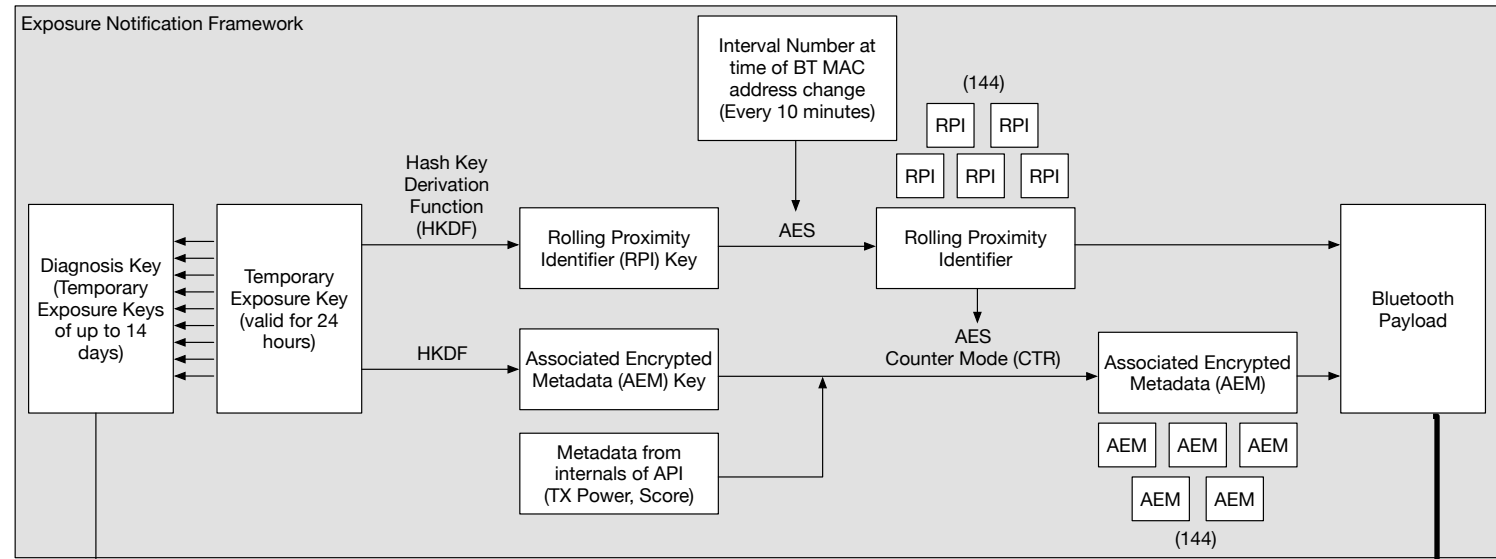 Exposure Notification Framework
Interval Number at
time of BT MAC
address change
(Every 10 minutes)
(144)
RPI
RPI
RPI
RPI
RPI
Hash Key
Derivation
Function
(HKDF)
Diagnosis Key
(Temporary
Exposure Keys
of up to 14
days)
Temporary
Exposure Key
(valid for 24
hours)
Rolling Proximity
Identifier (RPI) Key
AES
Rolling Proximity
Identifier
Bluetooth
Payload
HKDF
Associated Encrypted
Metadata (AEM) Key
AES
Counter Mode (CTR)
Associated Encrypted
Metadata (AEM)
Metadata from
internals of API
(TX Power, Score)
AEM
AEM
AEM
AEM
AEM
(144)